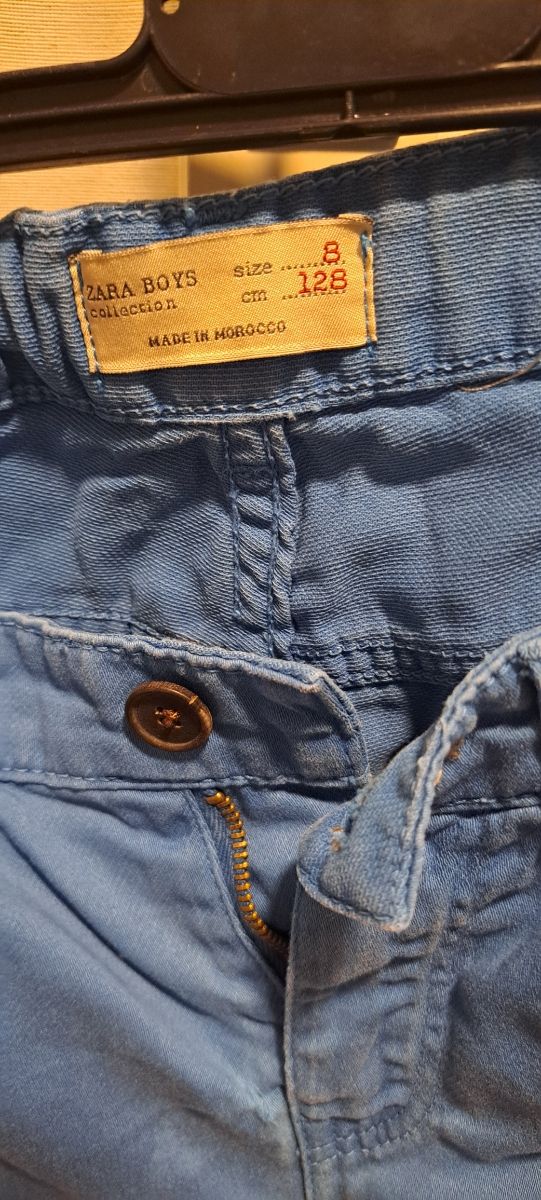 ZARA BOYS size ........8
collection cm ..........128
MADE IN MOROCCO